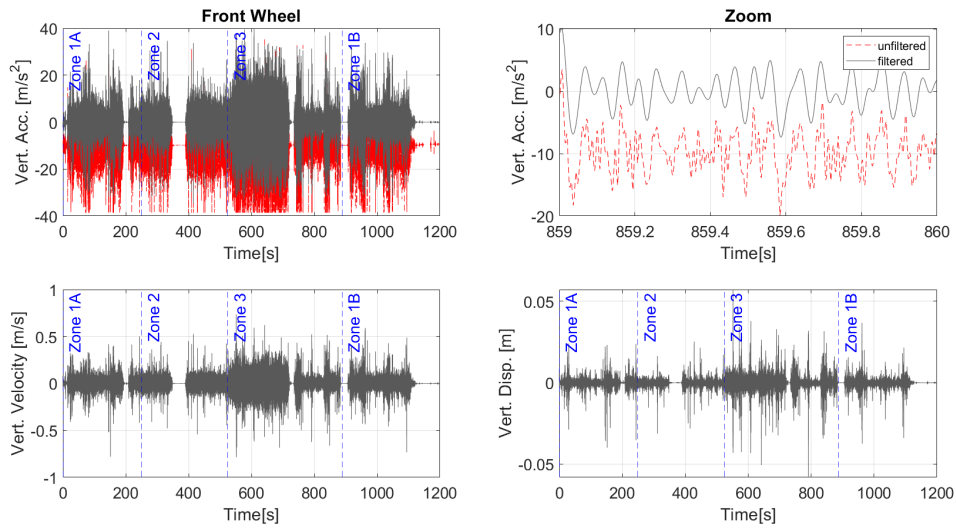 Front Wheel
Vert. Acc. [m/s²]
40
20
0
-20
-40
Zone 1A
Zone 2
Zone 3
Zone 1B
0 200 400 600 800 1000 1200
Time[s]
Zoom
Vert. Acc. [m/s²]
10
0
-10
-20
unfiltered
filtered
859 859.2 859.4 859.6 859.8 860
Time[s]
Vert. Velocity [m/s]
1
0.5
0
-0.5
-1
Zone 1A
Zone 2
Zone 3
Zone 1B
0 200 400 600 800 1000 1200
Time[s]
Vert. Disp. [m]
0.05
0
-0.05
Zone 1A
Zone 2
Zone 3
Zone 1B
0 200 400 600 800 1000 1200
Time[s]